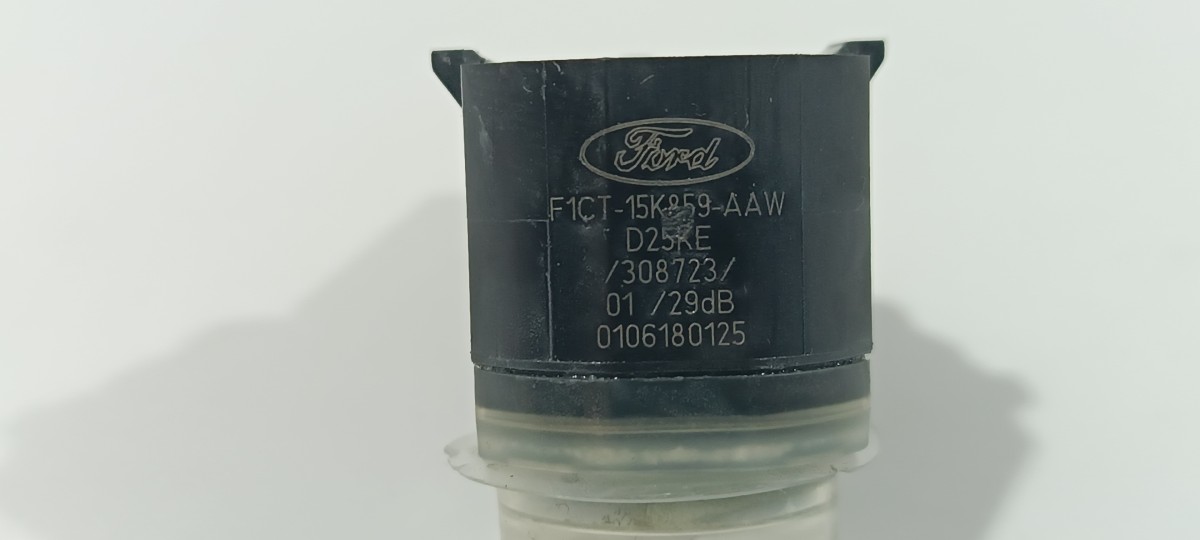 Ford
F1CT-15K859-AAW
D25KE
/308723/
01 /29dB
0106180125